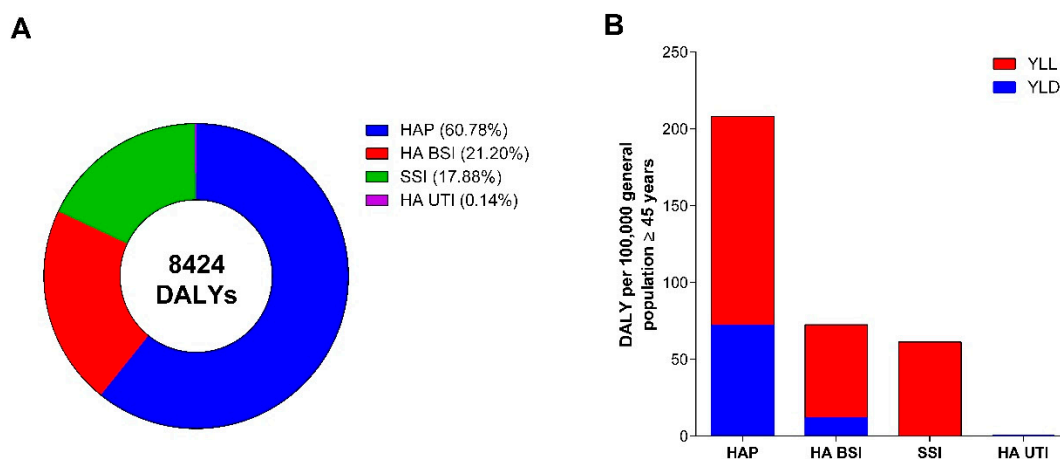 A
HAP (60.78%)
HA BSI (21.20%)
SSI (17.88%)
HA UTI (0.14%)
8424
DALYs
B
YLL
YLD
DALY per 100,000 general
population ≥ 45 years
250
200
150
100
50
0
HAP
HA BSI
SSI
HA UTI